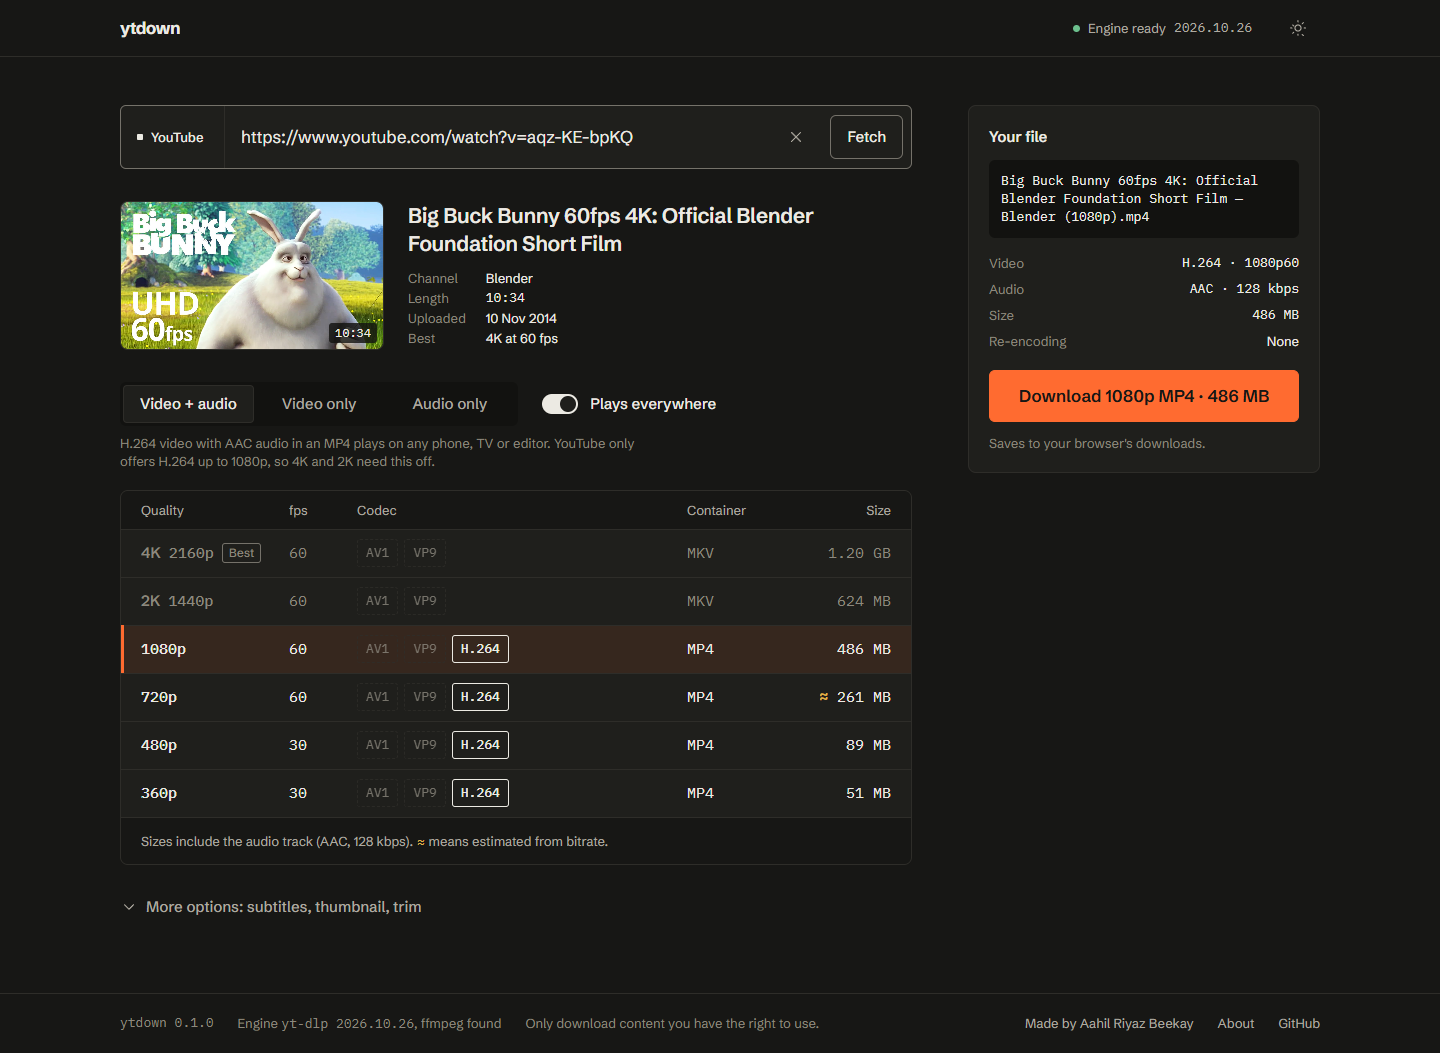 ytdown
Engine ready 2026.10.26
YouTube
https://www.youtube.com/watch?v=aqz-KE-bpKQ
Fetch
Big Buck
BUNNY
UHD
60fps
10:34
Big Buck Bunny 60fps 4K: Official Blender
Foundation Short Film
Channel Blender
Length 10:34
Uploaded 10 Nov 2014
Best 4K at 60 fps
Video + audio Video only Audio only Plays everywhere
H.264 video with AAC audio in an MP4 plays on any phone, TV or editor. YouTube only
offers H.264 up to 1080p, so 4K and 2K need this off.
Quality fps Codec Container Size
4K 2160p Best 60 AV1 VP9 MKV 1.20 GB
2K 1440p 60 AV1 VP9 MKV 624 MB
1080p 60 AV1 VP9 H.264 MP4 486 MB
720p 60 AV1 VP9 H.264 MP4 ≈ 261 MB
480p 30 AV1 VP9 H.264 MP4 89 MB
360p 30 AV1 VP9 H.264 MP4 51 MB
Sizes include the audio track (AAC, 128 kbps). ≈ means estimated from bitrate.
More options: subtitles, thumbnail, trim
Your file
Big Buck Bunny 60fps 4K: Official
Blender Foundation Short Film —
Blender (1080p).mp4
Video H.264 · 1080p60
Audio AAC · 128 kbps
Size 486 MB
Re-encoding None
Download 1080p MP4 · 486 MB
Saves to your browser's downloads.
ytdown 0.1.0 Engine yt-dlp 2026.10.26, ffmpeg found Only download content you have the right to use. Made by Aahil Riyaz Beekay About GitHub